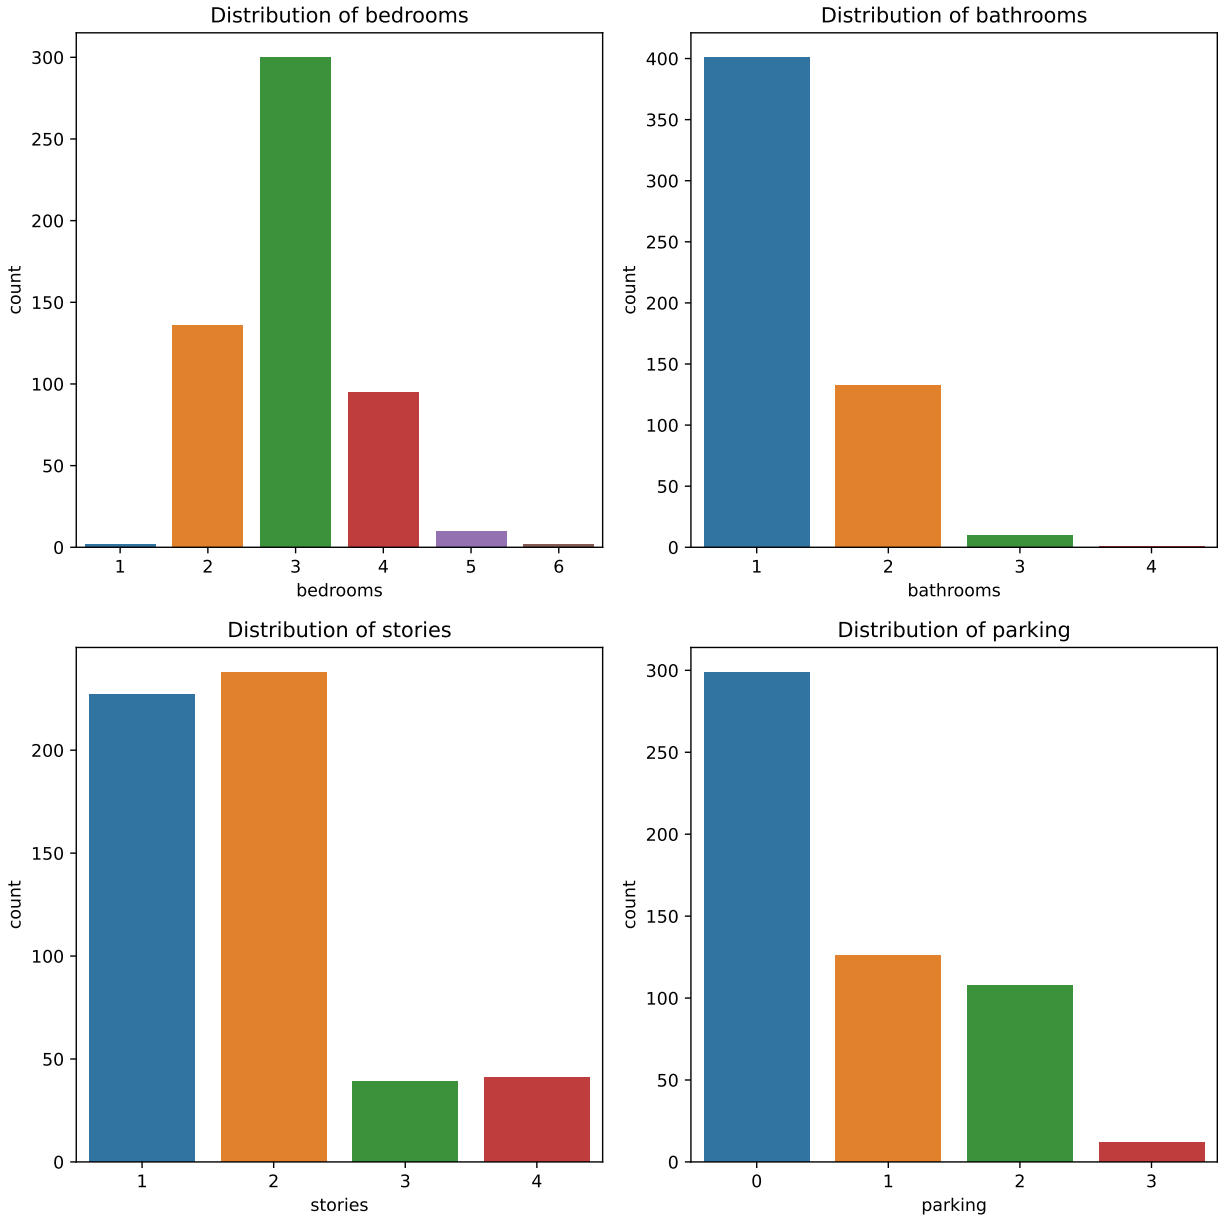 Distribution of bedrooms
300
250
200
150
100
50
0
count
1 2 3 4 5 6
bedrooms
Distribution of bathrooms
400
350
300
250
200
150
100
50
0
count
1 2 3 4
bathrooms
Distribution of stories
200
150
100
50
0
count
1 2 3 4
stories
Distribution of parking
300
250
200
150
100
50
0
count
0 1 2 3
parking